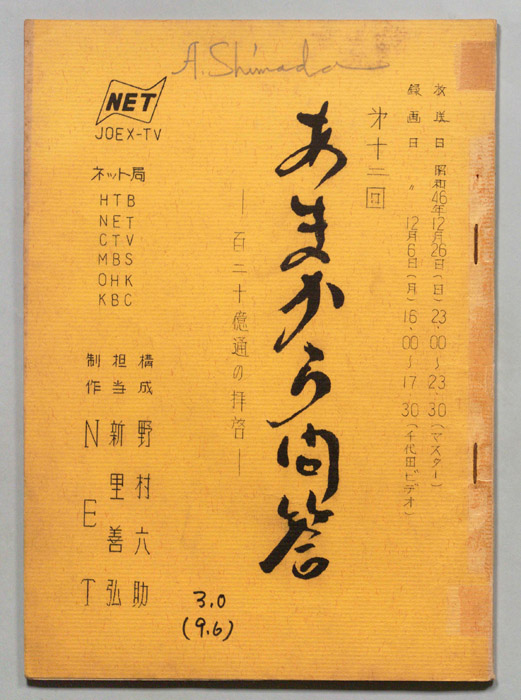 A. Shimada
放送日 昭和46年12月26日(日) 23.00〜23.30(マスター)
録画日 〃 12月6日(月) 16.00〜17.30(千代田ビデオ)
第十二回
あまから問答
—百二十億通の拝啓—
NET
JOEX-TV
ネット局
HTB
NET
CTV
MBS
OHK
KBC
構成 野村六助
担当 新里善弘
制作 NET
3.0
(9.6)